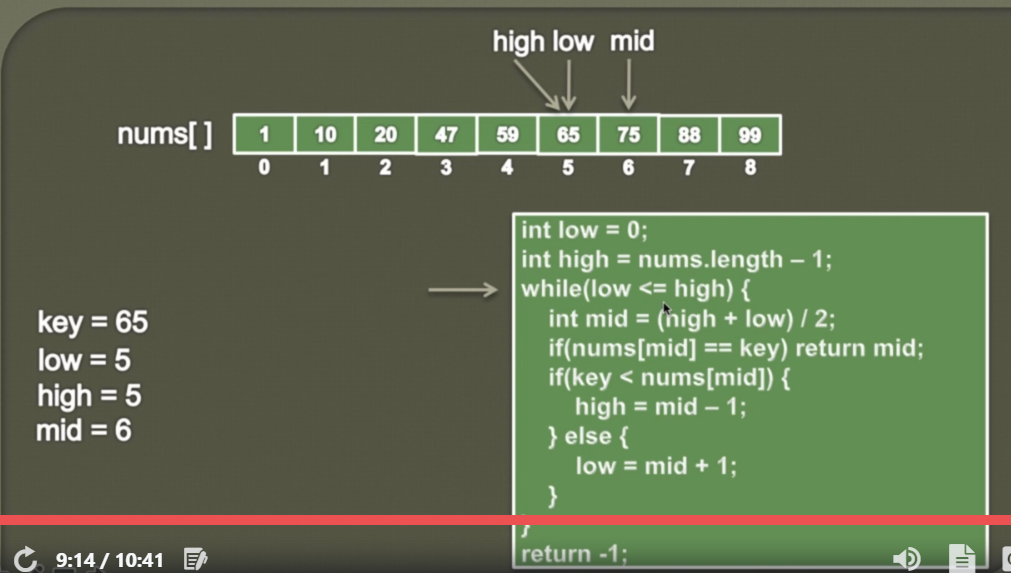 high low mid
nums[ ] 1 10 20 47 59 65 75 88 99
0 1 2 3 4 5 6 7 8
key = 65
low = 5
high = 5
mid = 6
int low = 0;
int high = nums.length – 1;
while(low <= high) {
int mid = (high + low) / 2;
if(nums[mid] == key) return mid;
if(key < nums[mid]) {
high = mid – 1;
} else {
low = mid + 1;
}
}
return -1;
9:14 / 10:41